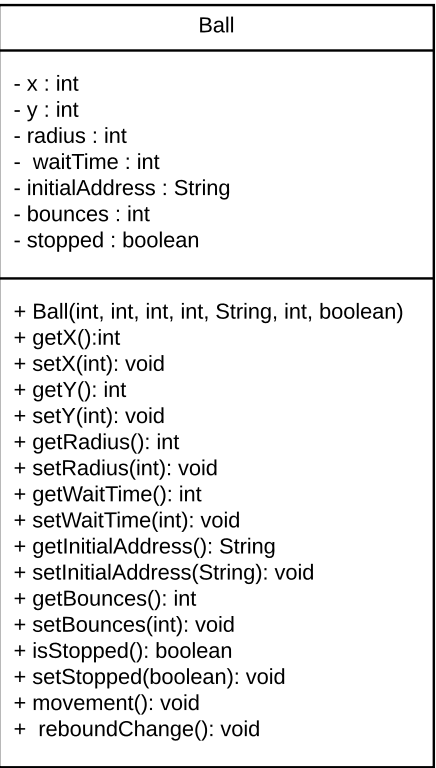 Ball
- x : int
- y : int
- radius : int
-  waitTime : int
- initialAddress : String
- bounces : int
- stopped : boolean
+ Ball(int, int, int, int, String, int, boolean)
+ getX():int
+ setX(int): void
+ getY(): int
+ setY(int): void
+ getRadius(): int
+ setRadius(int): void
+ getWaitTime(): int
+ setWaitTime(int): void
+ getInitialAddress(): String
+ setInitialAddress(String): void
+ getBounces(): int
+ setBounces(int): void
+ isStopped(): boolean
+ setStopped(boolean): void
+ movement(): void
+  reboundChange(): void